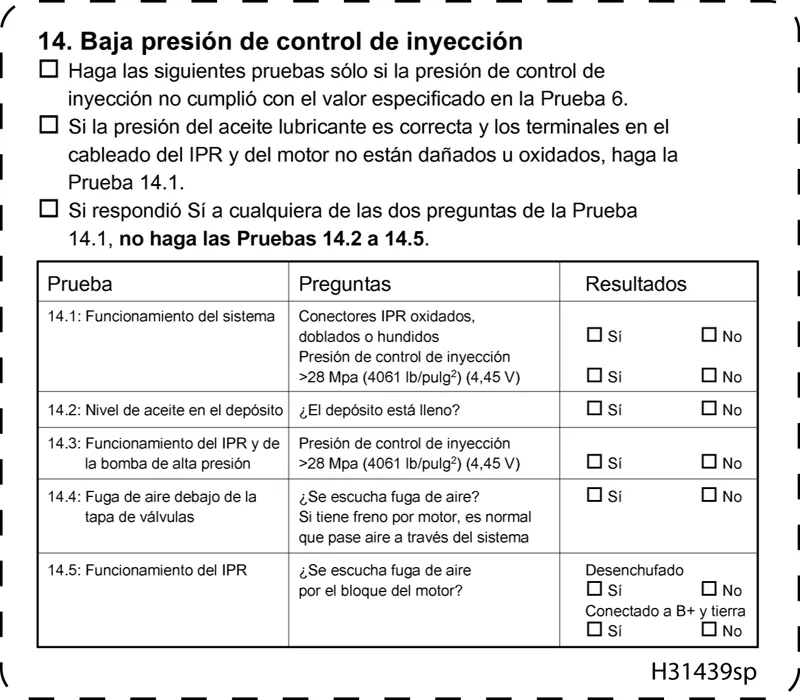 14. Baja presión de control de inyección
Haga las siguientes pruebas sólo si la presión de control de
inyección no cumplió con el valor especificado en la Prueba 6.
Si la presión del aceite lubricante es correcta y los terminales en el
cableado del IPR y del motor no están dañados u oxidados, haga la
Prueba 14.1.
Si respondió Sí a cualquiera de las dos preguntas de la Prueba
14.1, no haga las Pruebas 14.2 a 14.5.
Prueba Preguntas Resultados
14.1: Funcionamiento del sistema Conectores IPR oxidados,
doblados o hundidos Sí No
Presión de control de inyección
>28 Mpa (4061 lb/pulg²) (4,45 V) Sí No
14.2: Nivel de aceite en el depósito ¿El depósito está lleno? Sí No
14.3: Funcionamiento del IPR y de Presión de control de inyección
la bomba de alta presión >28 Mpa (4061 lb/pulg²) (4,45 V) Sí No
14.4: Fuga de aire debajo de la ¿Se escucha fuga de aire? Sí No
tapa de válvulas Si tiene freno por motor, es normal
que pase aire a través del sistema
14.5: Funcionamiento del IPR ¿Se escucha fuga de aire Desenchufado
por el bloque del motor? Sí No
Conectado a B+ y tierra
Sí No
H31439sp